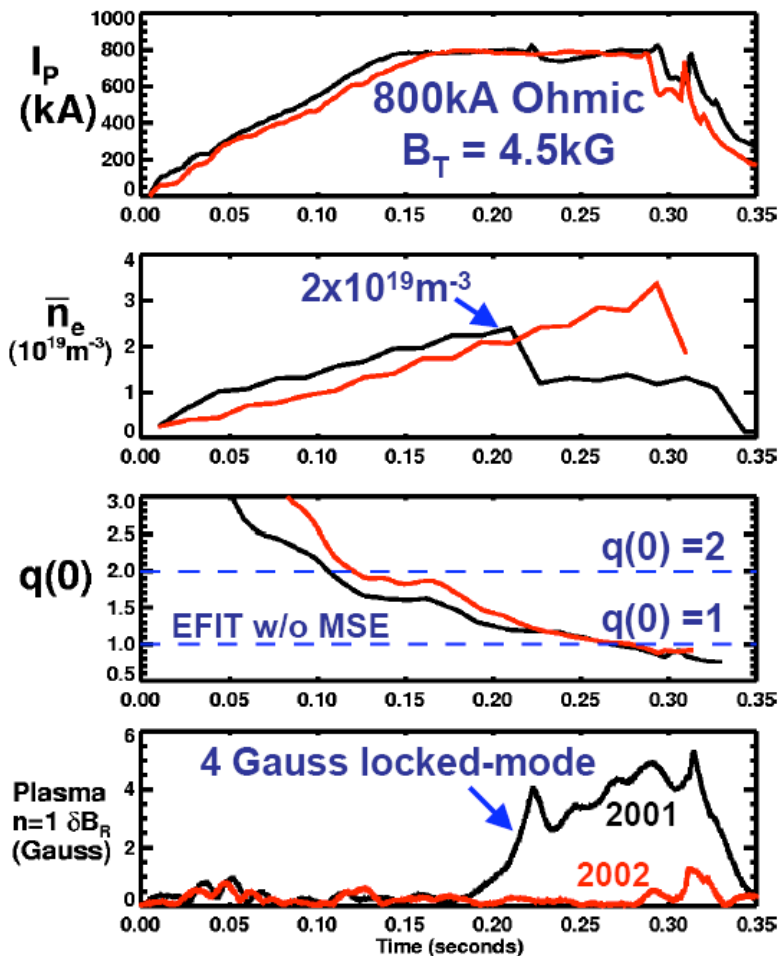 1000
800
600
400
200
0
I_P
(kA)
800kA Ohmic
B_T = 4.5kG
0.00 0.05 0.10 0.15 0.20 0.25 0.30 0.35
4
3
2
1
0
n̅_e
(10^19m^-3)
2x10^19m^-3
0.00 0.05 0.10 0.15 0.20 0.25 0.30 0.35
3.0
2.5
2.0
1.5
1.0
0.5
q(0)
q(0) =2
EFIT w/o MSE
q(0) =1
0.00 0.05 0.10 0.15 0.20 0.25 0.30 0.35
6
4
2
0
Plasma
n=1 δB_R
(Gauss)
4 Gauss locked-mode
2001
2002
0.00 0.05 0.10 0.15 0.20 0.25 0.30 0.35
Time (seconds)